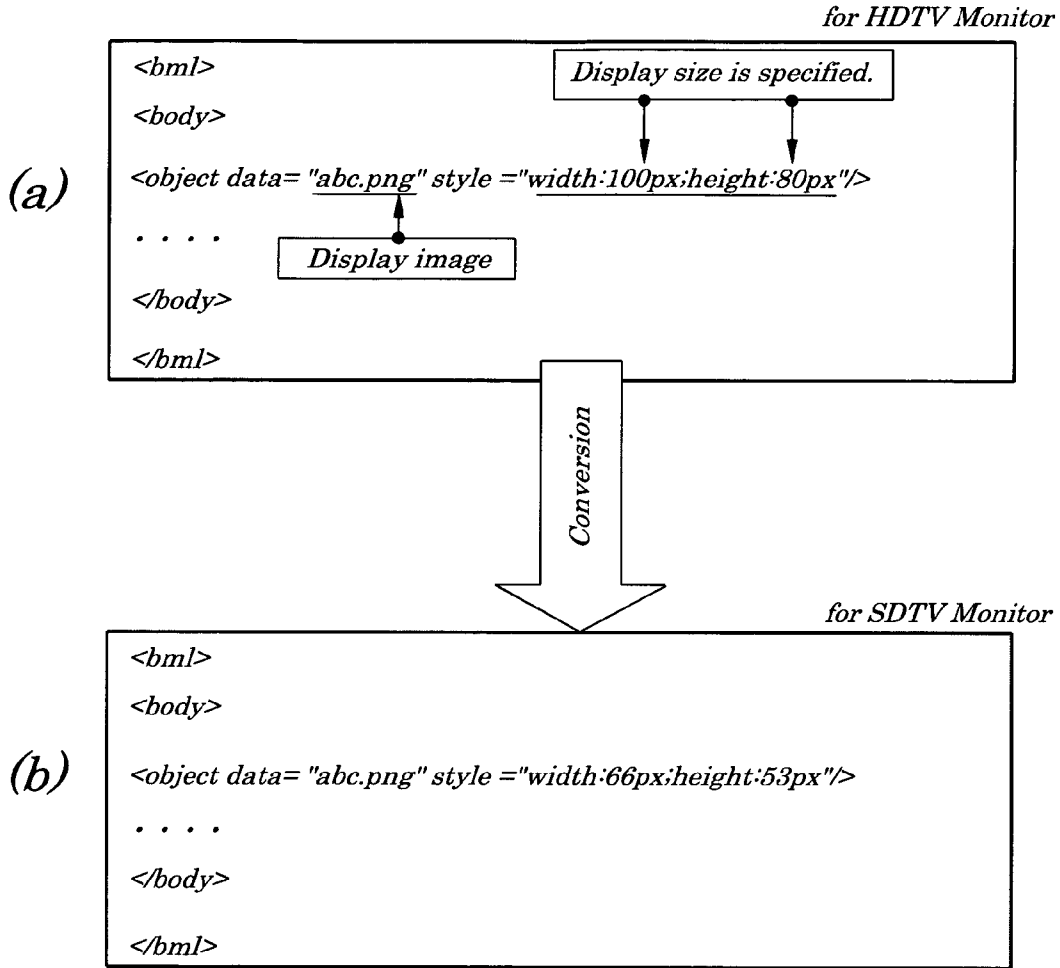 for HDTV Monitor
<bml>
Display size is specified.
<body>
(a)
<object data= "abc.png" style ="width:100px;height:80px"/>
. . . .
Display image
</body>
</bml>
Conversion
for SDTV Monitor
<bml>
<body>
(b)
<object data= "abc.png" style ="width:66px;height:53px"/>
. . . .
</body>
</bml>